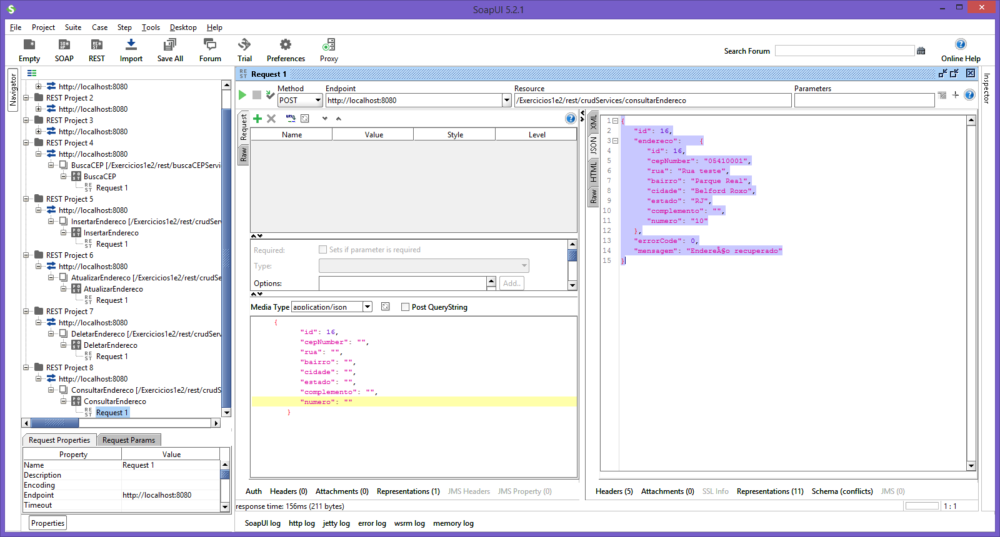 SoapUI 5.2.1
File Project Suite Case Step Tools Desktop Help
Empty SOAP REST Import Save All Forum Trial Preferences Proxy
Search Forum
Online Help
Navigator
http://localhost:8080
REST Project 2
http://localhost:8080
REST Project 3
http://localhost:8080
REST Project 4
http://localhost:8080
BuscaCEP [/Exercicios1e2/rest/buscaCEPServi
BuscaCEP
Request 1
REST Project 5
http://localhost:8080
InsertarEndereco [/Exercicios1e2/rest/crudSer
InsertarEndereco
Request 1
REST Project 6
http://localhost:8080
AtualizarEndereco [/Exercicios1e2/rest/crudSe
AtualizarEndereco
Request 1
REST Project 7
http://localhost:8080
DeletarEndereco [/Exercicios1e2/rest/crudServ
DeletarEndereco
Request 1
REST Project 8
http://localhost:8080
ConsultarEndereco [/Exercicios1e2/rest/crudS
ConsultarEndereco
Request 1
Request Properties Request Params
Property Value
Name Request 1
Description
Encoding
Endpoint http://localhost:8080
Timeout
Properties
Request 1
Method Endpoint Resource Parameters
POST http://localhost:8080 /Exercicios1e2/rest/crudServices/consultarEndereco
Request
Raw
Name Value Style Level
Required: Sets if parameter is required
Type:
Options: Add..
Media Type application/json Post QueryString
{
"id": 16,
"cepNumber": "",
"rua": "",
"bairro": "",
"cidade": "",
"estado": "",
"complemento": "",
"numero": ""
}
Auth Headers (0) Attachments (0) Representations (1) JMS Headers JMS Property (0)
XML
JSON
HTML
Raw
1 {
2 "id": 16,
3 "endereco": {
4 "id": 16,
5 "cepNumber": "05410001",
6 "rua": "Rua teste",
7 "bairro": "Parque Real",
8 "cidade": "Belford Roxo",
9 "estado": "RJ",
10 "complemento": "",
11 "numero": "10"
12 },
13 "errorCode": 0,
14 "mensagem": "EndereÃ§o recuperado"
15 }
Headers (5) Attachments (0) SSL Info Representations (11) Schema (conflicts) JMS (0)
Inspector
response time: 156ms (211 bytes)
1 : 1
SoapUI log http log jetty log error log wsrm log memory log